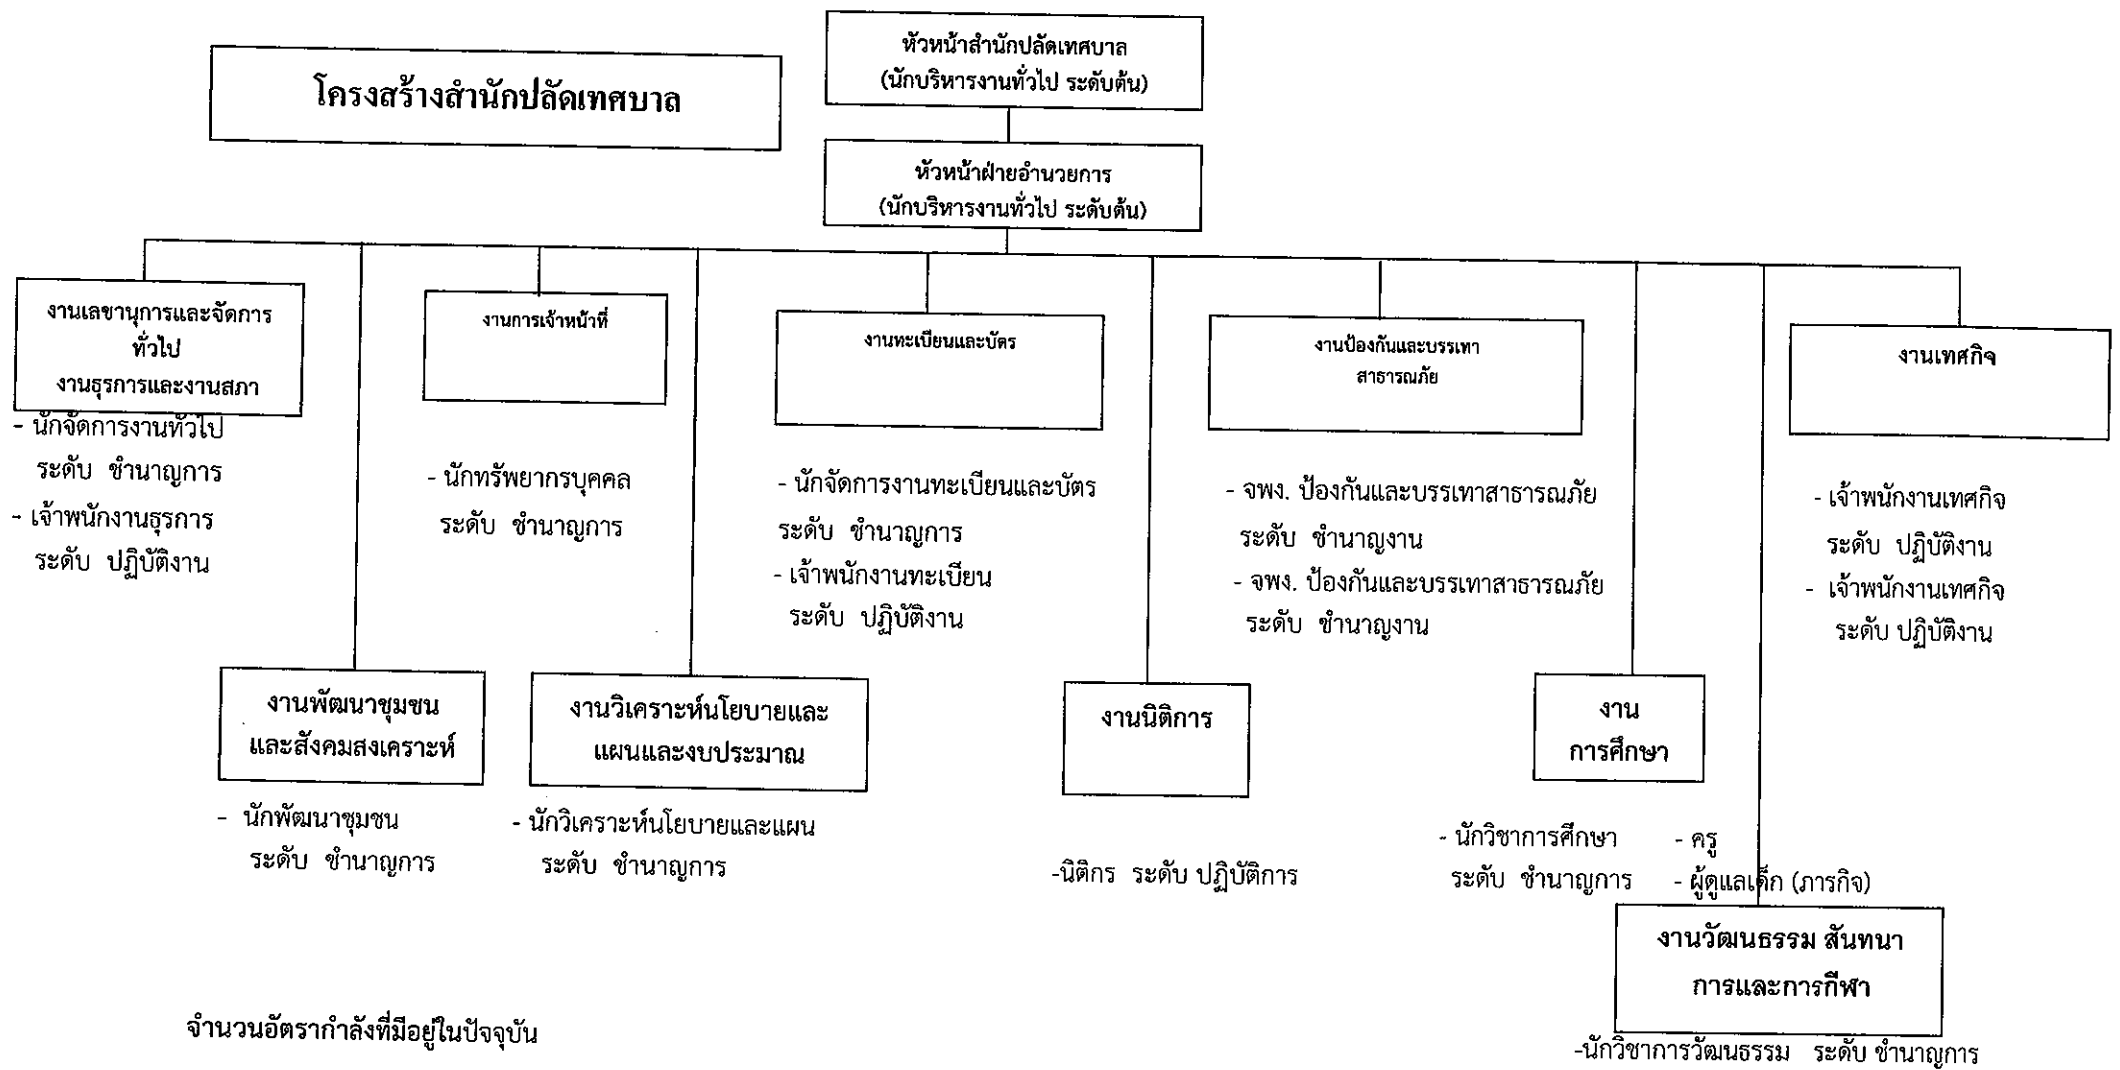 โครงสร้างสำนักปลัดเทศบาล
หัวหน้าสำนักปลัดเทศบาล
(นักบริหารงานทั่วไป ระดับต้น)
หัวหน้าฝ่ายอำนวยการ
(นักบริหารงานทั่วไป ระดับต้น)
งานเลขานุการและจัดการ
ทั่วไป
งานธุรการและงานสภา
- นักจัดการงานทั่วไป
ระดับ ชำนาญการ
- เจ้าพนักงานธุรการ
ระดับ ปฏิบัติงาน
งานการเจ้าหน้าที่
- นักทรัพยากรบุคคล
ระดับ ชำนาญการ
งานทะเบียนและบัตร
- นักจัดการงานทะเบียนและบัตร
ระดับ ชำนาญการ
- เจ้าพนักงานทะเบียน
ระดับ ปฏิบัติงาน
งานป้องกันและบรรเทา
สาธารณภัย
- จพง. ป้องกันและบรรเทาสาธารณภัย
ระดับ ชำนาญงาน
- จพง. ป้องกันและบรรเทาสาธารณภัย
ระดับ ชำนาญงาน
งานเทศกิจ
- เจ้าพนักงานเทศกิจ
ระดับ ปฏิบัติงาน
- เจ้าพนักงานเทศกิจ
ระดับ ปฏิบัติงาน
งานพัฒนาชุมชน
และสังคมสงเคราะห์
- นักพัฒนาชุมชน
ระดับ ชำนาญการ
งานวิเคราะห์นโยบายและ
แผนและงบประมาณ
- นักวิเคราะห์นโยบายและแผน
ระดับ ชำนาญการ
งานนิติการ
-นิติกร ระดับ ปฏิบัติการ
งาน
การศึกษา
- นักวิชาการศึกษา
ระดับ ชำนาญการ
- ครู
- ผู้ดูแลเด็ก (ภารกิจ)
งานวัฒนธรรม สันทนา
การและการกีฬา
-นักวิชาการวัฒนธรรม ระดับ ชำนาญการ
จำนวนอัตรากำลังที่มีอยู่ในปัจจุบัน